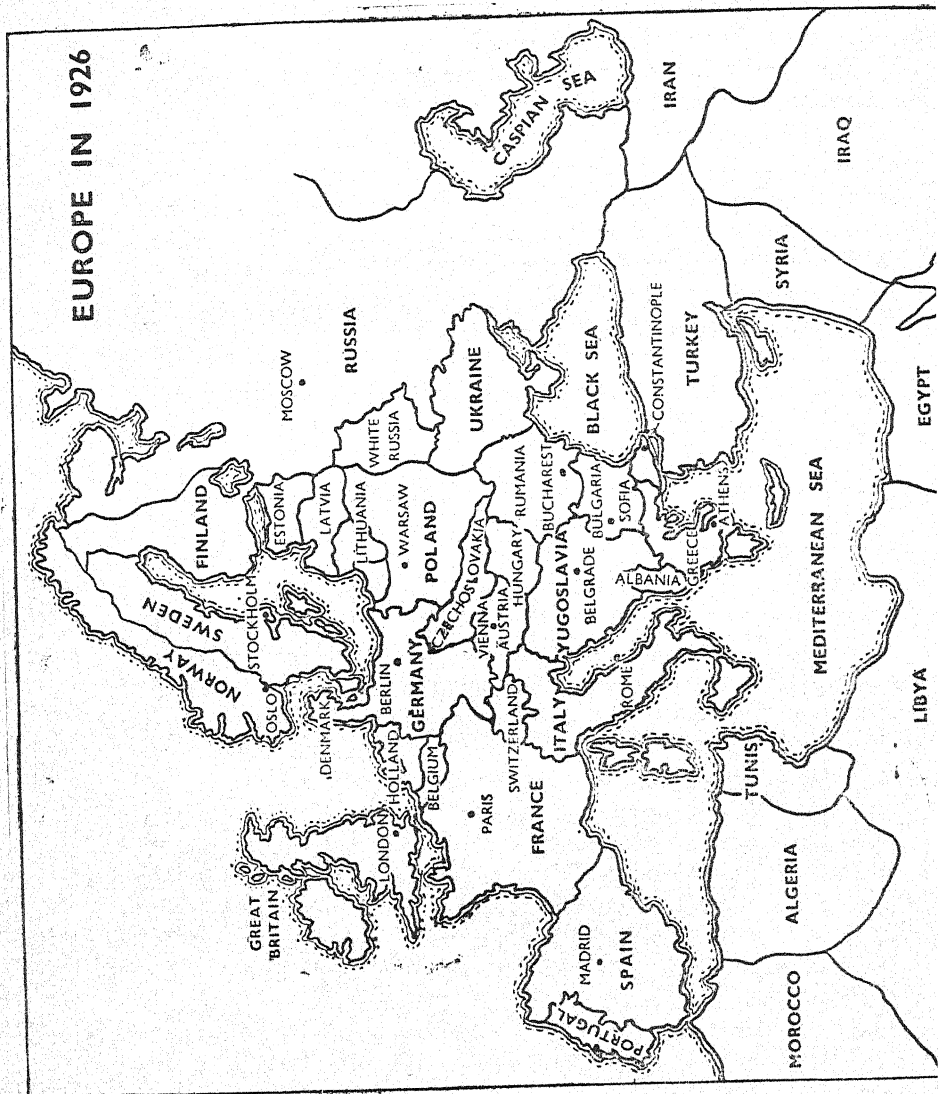 EUROPE IN 1926
NORWAY
SWEDEN
FINLAND
OSLO
STOCKHOLM
ESTONIA
LATVIA
LITHUANIA
MOSCOW
RUSSIA
WHITE
RUSSIA
GREAT
BRITAIN
LONDON
DENMARK
HOLLAND
BELGIUM
BERLIN
GERMANY
WARSAW
POLAND
UKRAINE
CASPIAN SEA
PARIS
FRANCE
SWITZERLAND
CZECHOSLOVAKIA
VIENNA
AUSTRIA
HUNGARY
RUMANIA
BUCHAREST
BLACK SEA
ITALY
ROME
YUGOSLAVIA
BELGRADE
BULGARIA
SOFIA
ALBANIA
GREECE
ATHENS
CONSTANTINOPLE
TURKEY
IRAN
PORTUGAL
MADRID
SPAIN
MEDITERRANEAN SEA
SYRIA
IRAQ
MOROCCO
ALGERIA
TUNIS
LIBYA
EGYPT